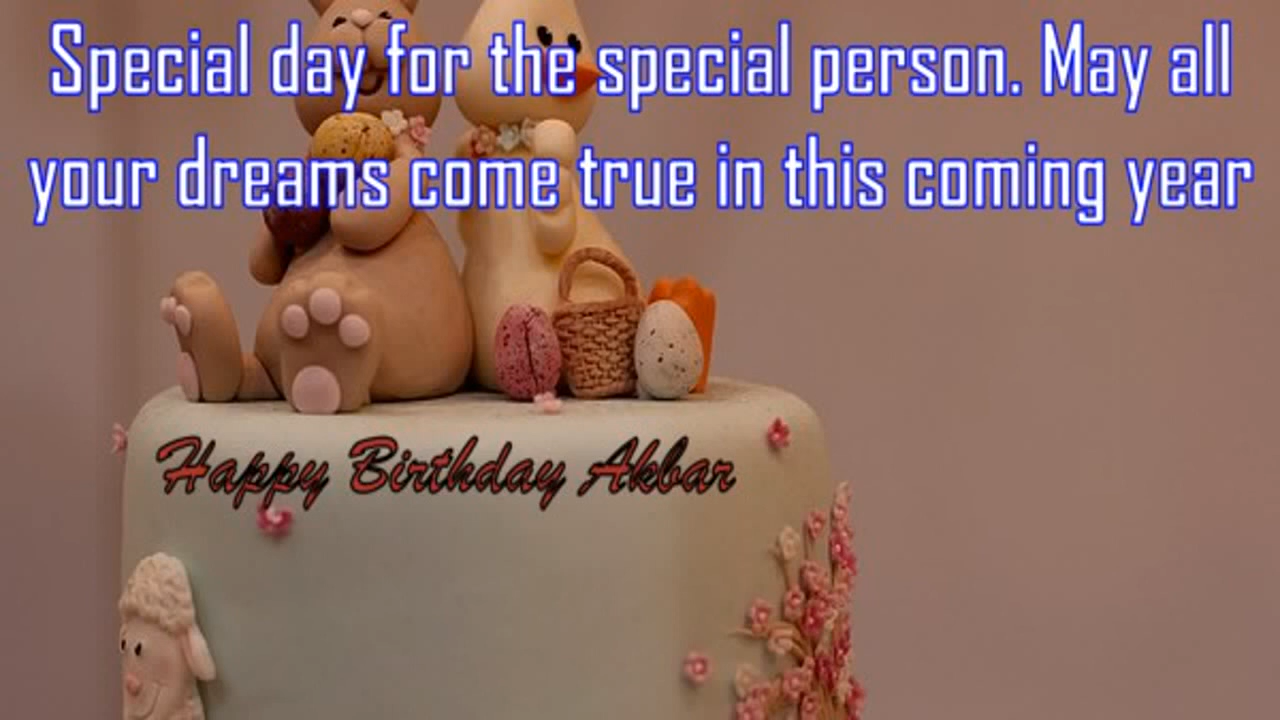 Special day for the special person. May all
your dreams come true in this coming year
Happy Birthday Akbar